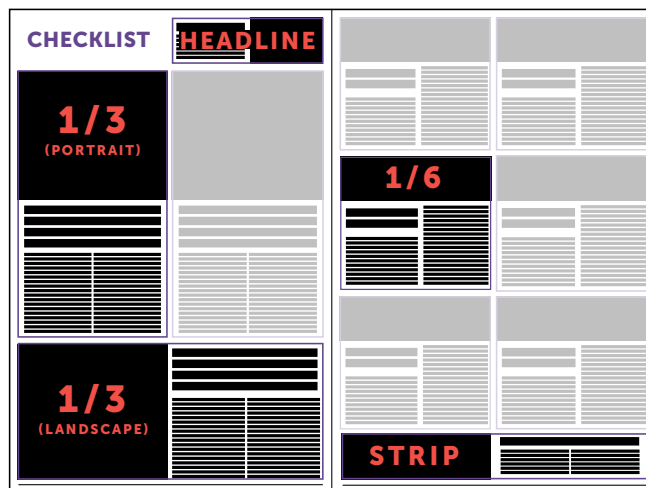 CHECKLIST
HEADLINE
1/3
(PORTRAIT)
1/3
(LANDSCAPE)
1/6
STRIP